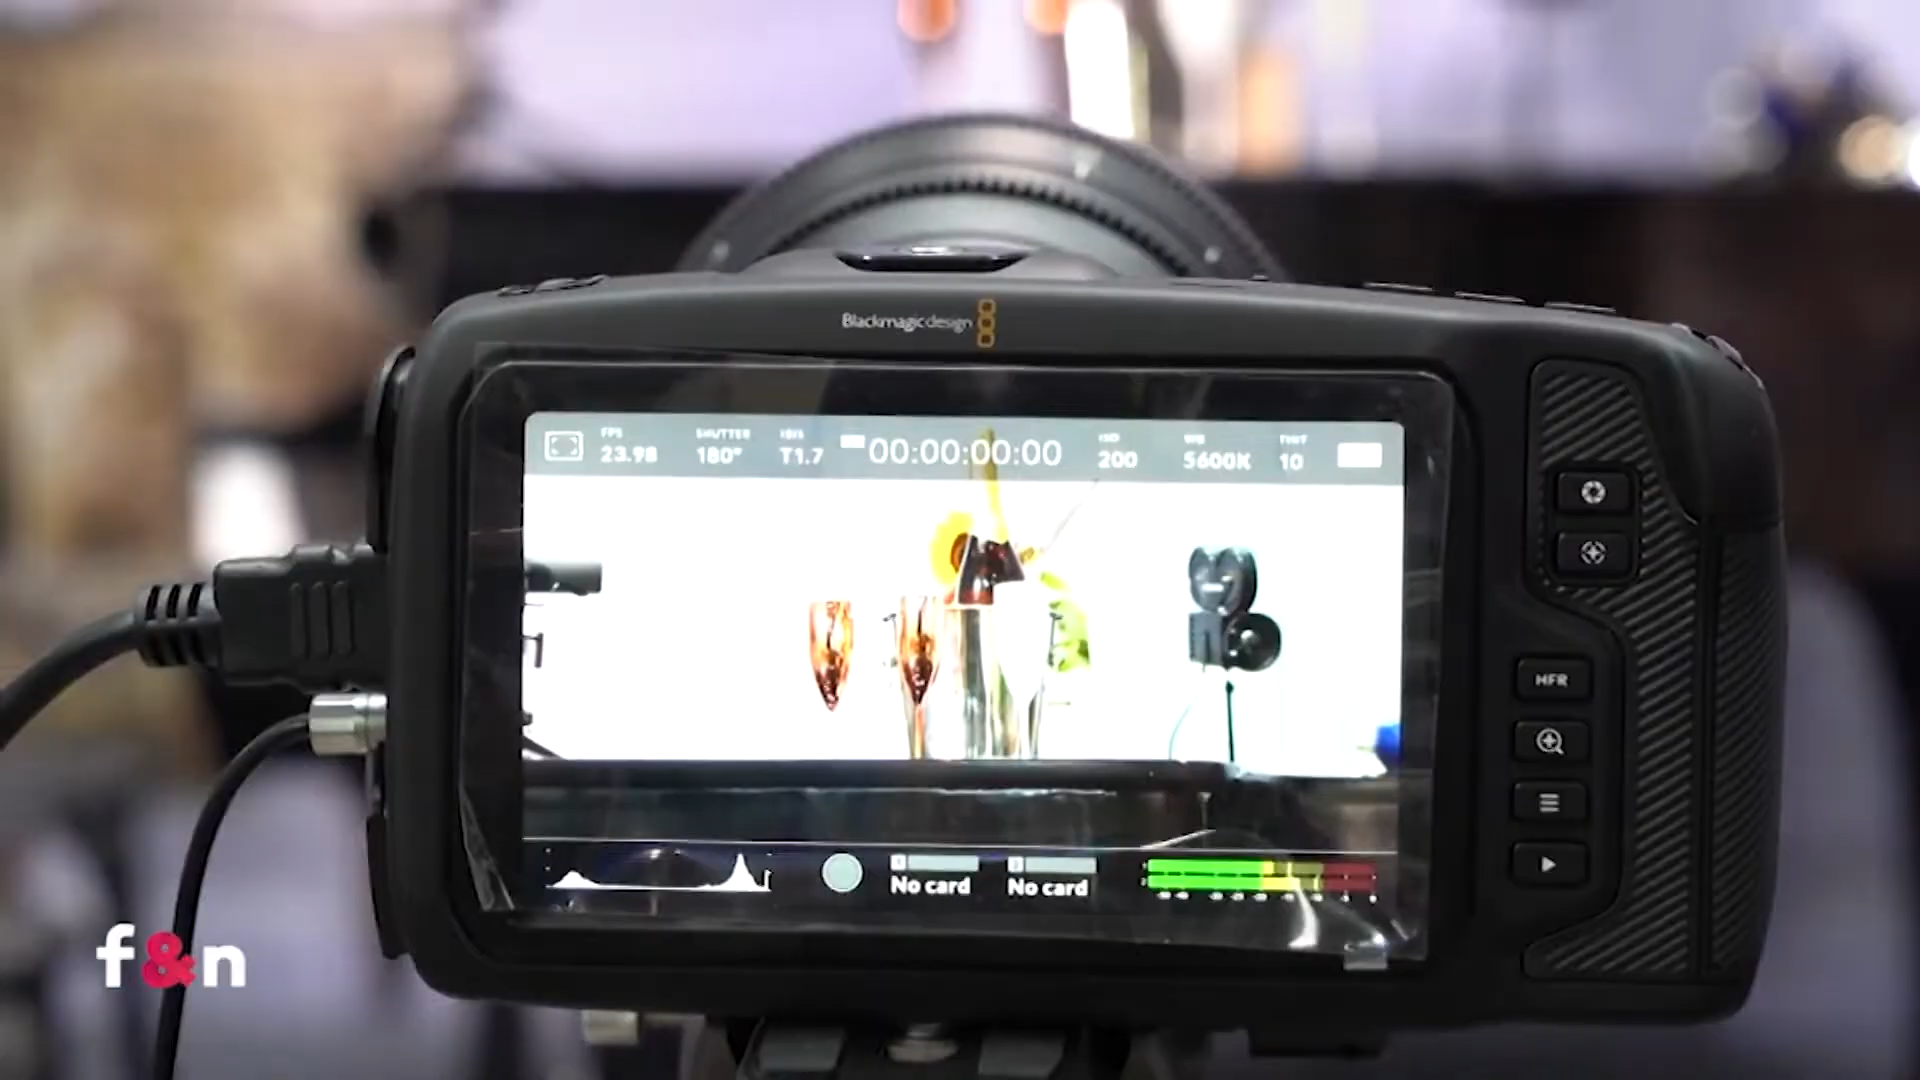 Blackmagicdesign
FPS SHUTTER IRIS ISO WB TINT
23.98 180° T1.7 00:00:00:00 200 5600K 10
HFR
No card No card
f&n